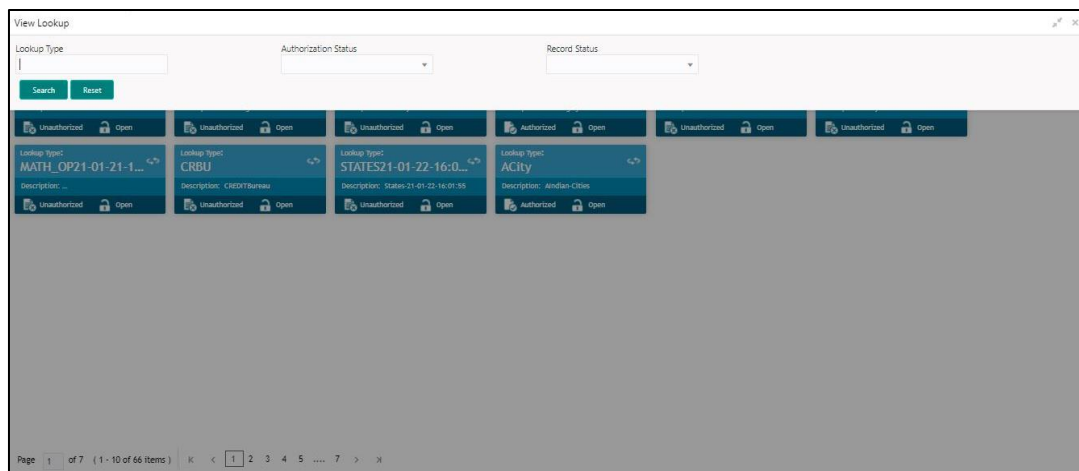 View Lookup
Lookup Type Authorization Status Record Status
Search Reset
Unauthorized Open Unauthorized Open Unauthorized Open Authorized Open Unauthorized Open Unauthorized Open
Lookup Type: Lookup Type: Lookup Type: Lookup Type:
MATH_OP21-01-21-1... CRBU STATES21-01-22-16:0... ACity
Description: ... Description: CREDITBureau Description: States-21-01-22-16:01:55 Description: Aindian-Cities
Unauthorized Open Unauthorized Open Unauthorized Open Authorized Open
Page 1 of 7 ( 1 - 10 of 66 items ) K < 1 2 3 4 5 .... 7 > X